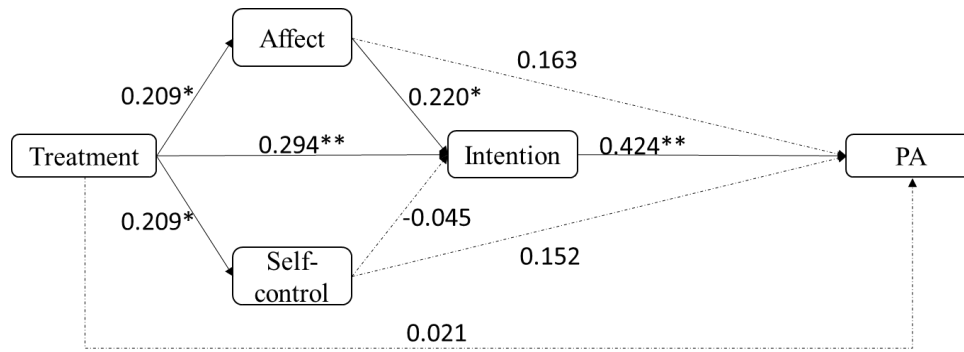 Affect
0.163
0.209*
0.220*
Treatment
0.294**
Intention
0.424**
PA
0.209*
-0.045
Self-
control
0.152
0.021